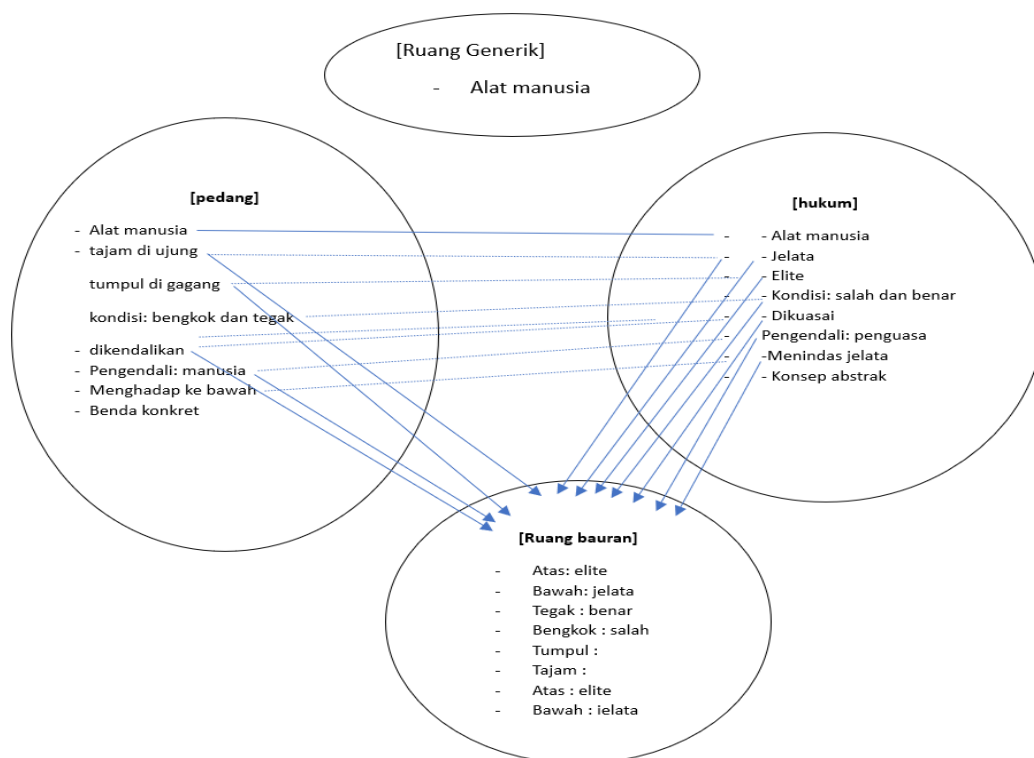 [Ruang Generik]
- Alat manusia
[pedang]
- Alat manusia
- tajam di ujung
tumpul di gagang
kondisi: bengkok dan tegak
- dikendalikan
- Pengendali: manusia
- Menghadap ke bawah
- Benda konkret
[hukum]
- - Alat manusia
- - Jelata
- - Elite
- - Kondisi: salah dan benar
- - Dikuasai
- Pengendali: penguasa
- -Menindas jelata
- - Konsep abstrak
[Ruang bauran]
- Atas: elite
- Bawah: jelata
- Tegak : benar
- Bengkok : salah
- Tumpul :
- Tajam :
- Atas : elite
- Bawah : jelata